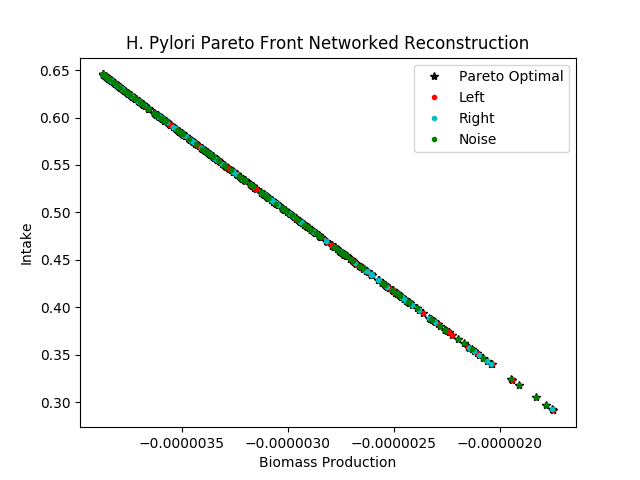 H. Pylori Pareto Front Networked Reconstruction
Pareto Optimal
Left
Right
Noise
Intake
0.65
0.60
0.55
0.50
0.45
0.40
0.35
0.30
−0.0000035 −0.0000030 −0.0000025 −0.0000020
Biomass Production